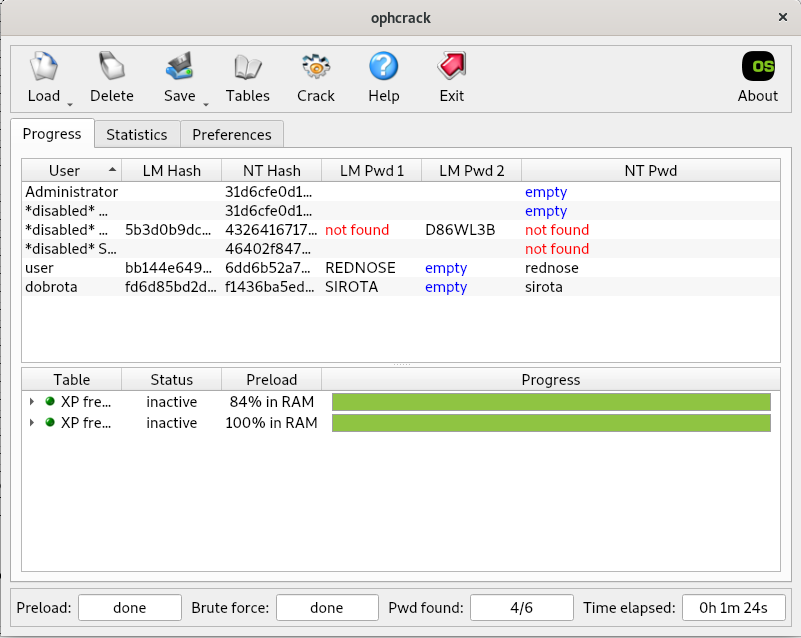 ophcrack
Load Delete Save Tables Crack Help Exit OS About
Progress Statistics Preferences
User LM Hash NT Hash LM Pwd 1 LM Pwd 2 NT Pwd
Administrator 31d6cfe0d1... empty
*disabled* ... 31d6cfe0d1... empty
*disabled* ... 5b3d0b9dc... 4326416717... not found D86WL3B not found
*disabled* S... 46402f847... not found
user bb144e649... 6dd6b52a7... REDNOSE empty rednose
dobrota fd6d85bd2d... f1436ba5ed... SIROTA empty sirota
Table Status Preload Progress
XP fre... inactive 84% in RAM
XP fre... inactive 100% in RAM
Preload: done Brute force: done Pwd found: 4/6 Time elapsed: 0h 1m 24s